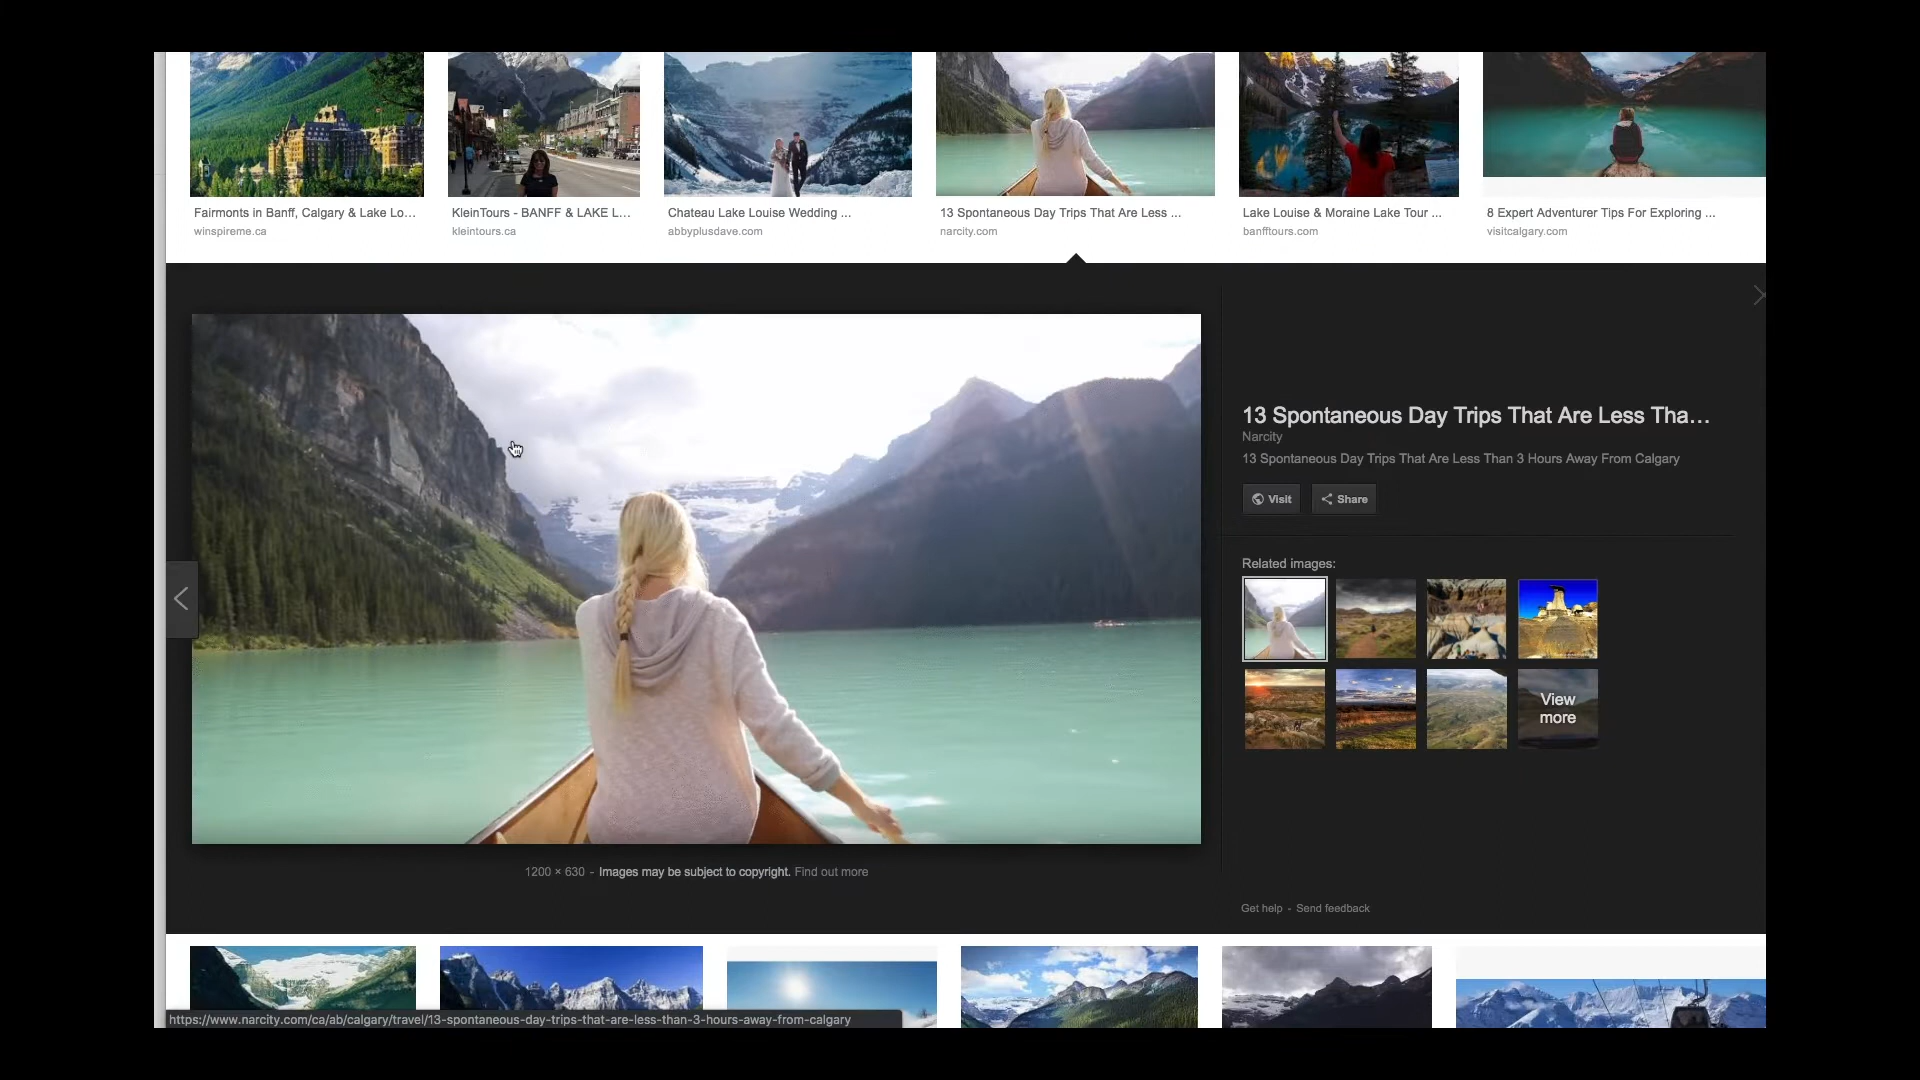 Fairmonts in Banff, Calgary & Lake Lo...
winspireme.ca
KleinTours - BANFF & LAKE L...
kleintours.ca
Chateau Lake Louise Wedding ...
abbyplusdave.com
13 Spontaneous Day Trips That Are Less ...
narcity.com
Lake Louise & Moraine Lake Tour ...
banfftours.com
8 Expert Adventurer Tips For Exploring ...
visitcalgary.com
13 Spontaneous Day Trips That Are Less Tha...
Narcity
13 Spontaneous Day Trips That Are Less Than 3 Hours Away From Calgary
Visit
Share
Related images:
View
more
1200 × 630 - Images may be subject to copyright. Find out more
Get help - Send feedback
https://www.narcity.com/ca/ab/calgary/travel/13-spontaneous-day-trips-that-are-less-than-3-hours-away-from-calgary